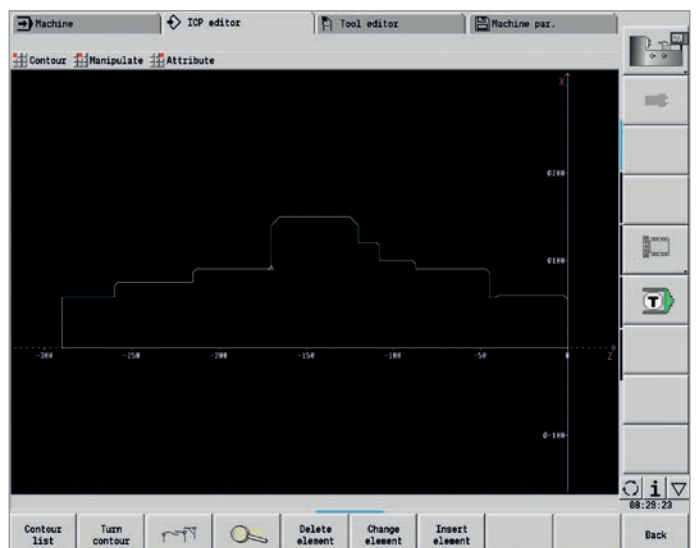 Machine
ICP editor
Tool editor
Machine par.
Contour Manipulate Attribute
X
Ø200
Ø100
-300 -250 -200 -150 -100 -50 0 Z
Ø-100
T
i
08:29:23
Contour list
Turn contour
Delete element
Change element
Insert element
Back